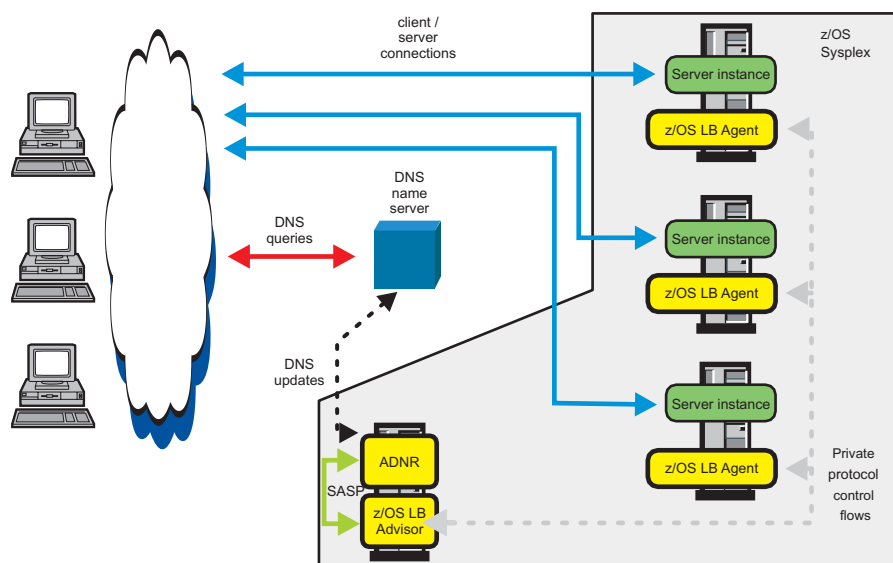 client /
server
connections
z/OS
Sysplex
Server instance
z/OS LB Agent
DNS
name
server
DNS
queries
Server instance
z/OS LB Agent
DNS
updates
Server instance
ADNR
z/OS LB Agent
SASP
z/OS LB
Advisor
Private
protocol
control
flows